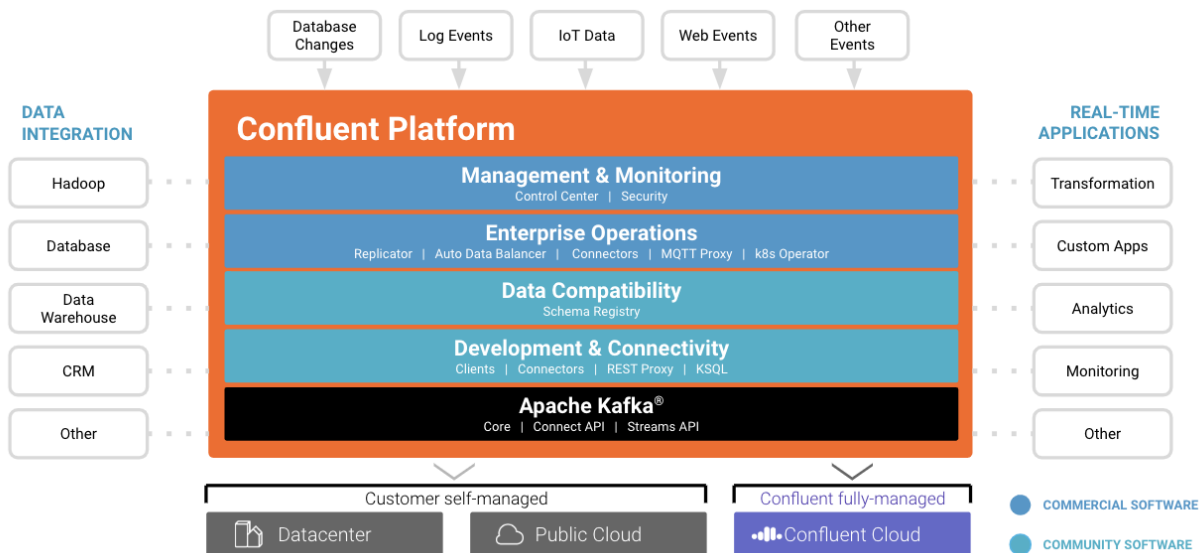 Database
Changes
Log Events
IoT Data
Web Events
Other
Events
DATA
INTEGRATION
Hadoop
Database
Data
Warehouse
CRM
Other
Confluent Platform
Management & Monitoring
Control Center | Security
Enterprise Operations
Replicator | Auto Data Balancer | Connectors | MQTT Proxy | k8s Operator
Data Compatibility
Schema Registry
Development & Connectivity
Clients | Connectors | REST Proxy | KSQL
Apache Kafka®
Core | Connect API | Streams API
REAL-TIME
APPLICATIONS
Transformation
Custom Apps
Analytics
Monitoring
Other
Customer self-managed
Confluent fully-managed
Datacenter
Public Cloud
Confluent Cloud
COMMERCIAL SOFTWARE
COMMUNITY SOFTWARE